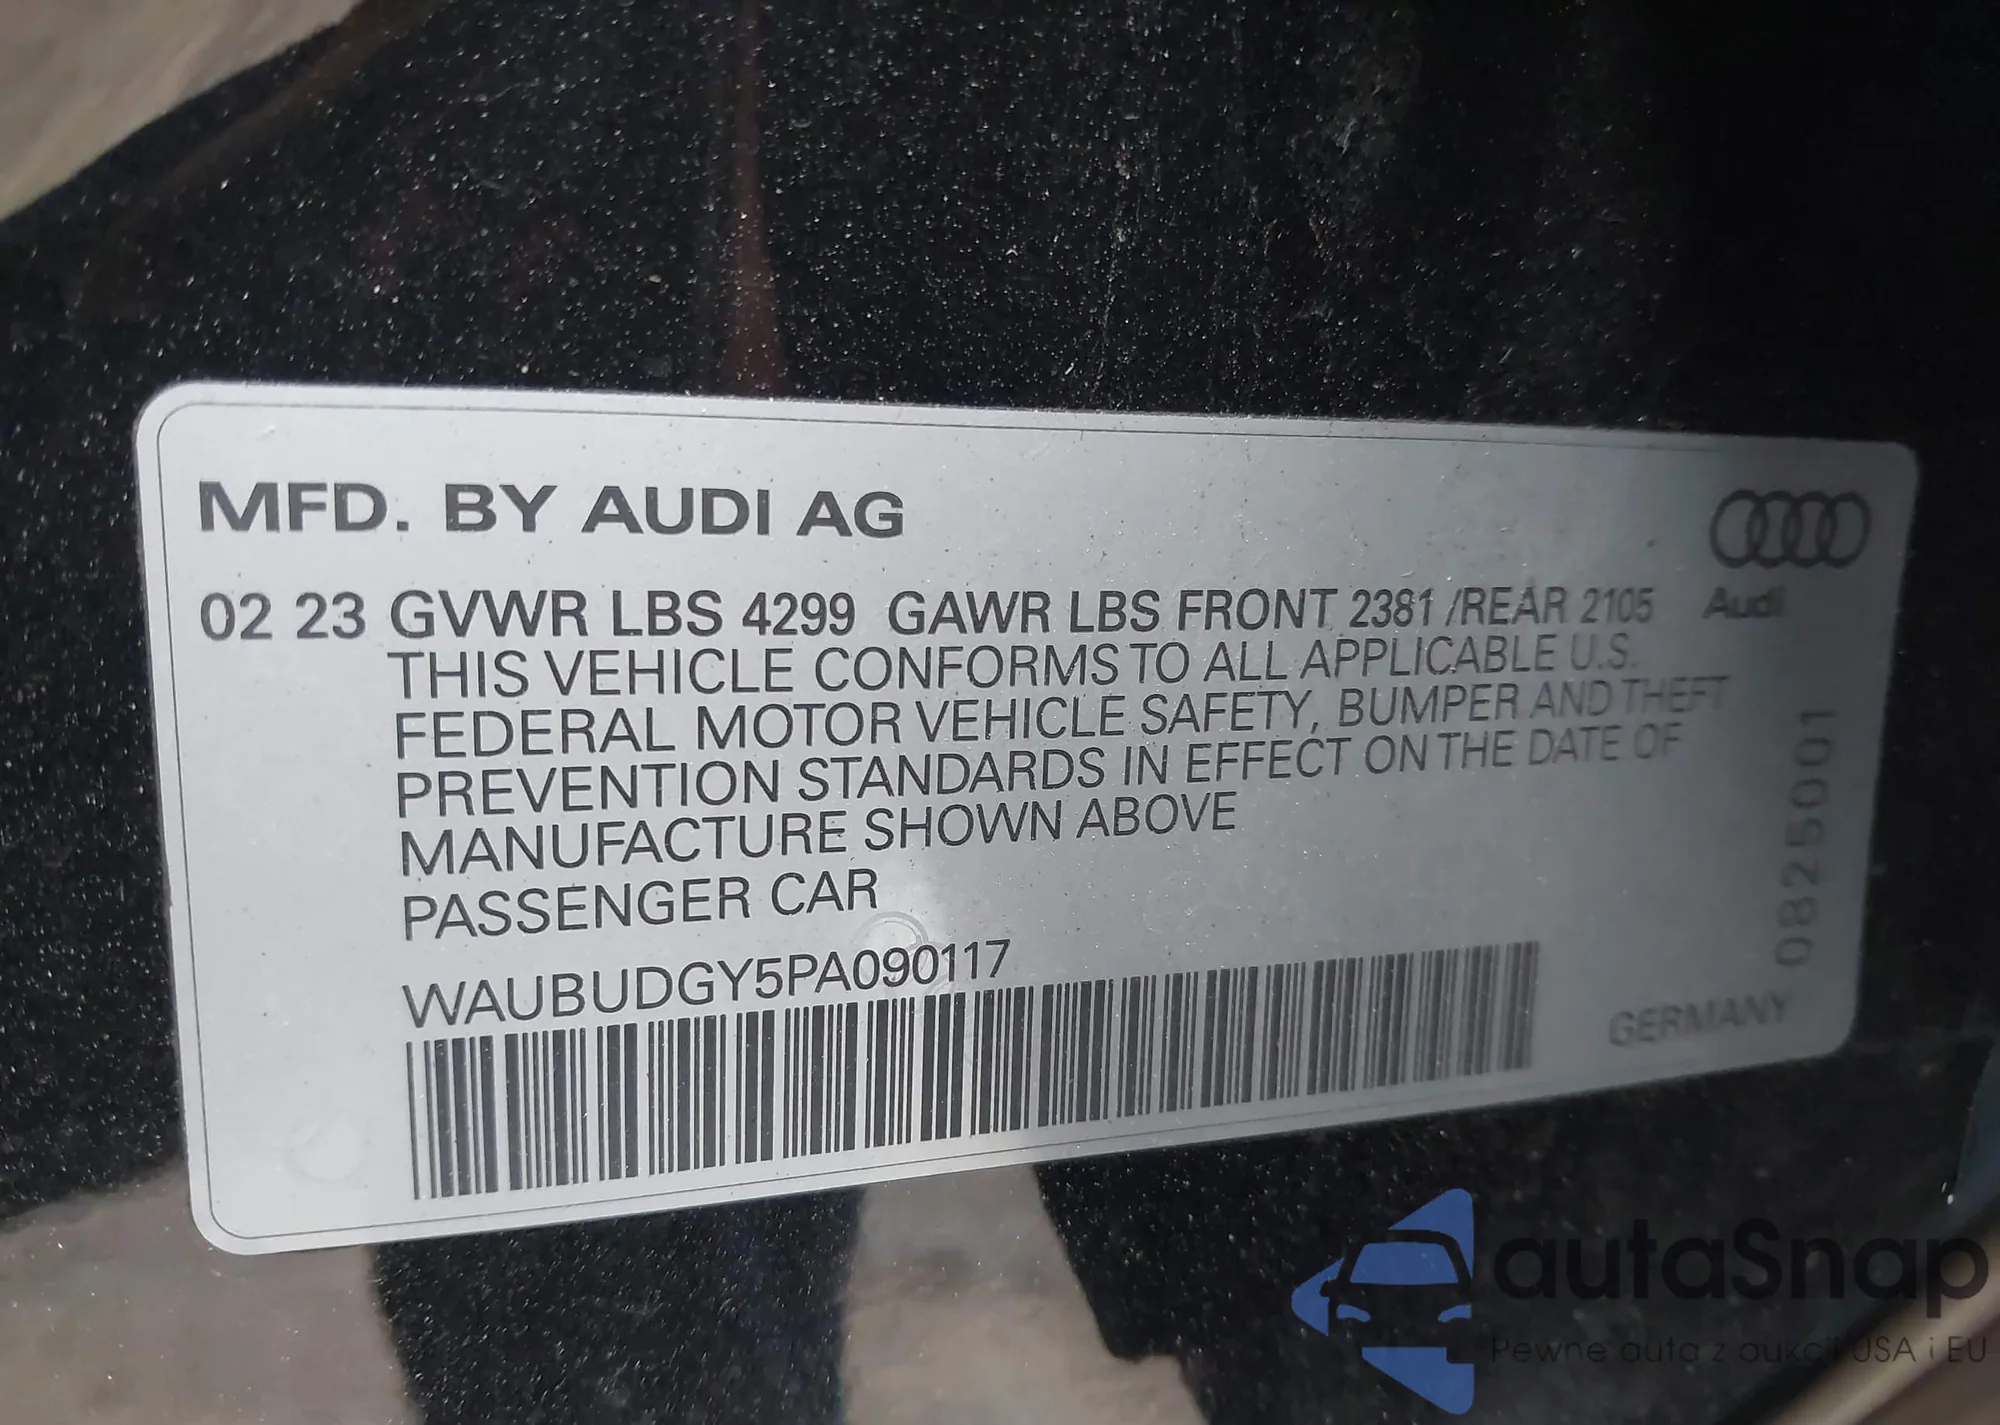 MFD. BY AUDI AG
02 23 GVWR LBS 4299 GAWR LBS FRONT 2381 /REAR 2105
Audi
THIS VEHICLE CONFORMS TO ALL APPLICABLE U.S.
FEDERAL MOTOR VEHICLE SAFETY, BUMPER AND THEFT
PREVENTION STANDARDS IN EFFECT ON THE DATE OF
MANUFACTURE SHOWN ABOVE
PASSENGER CAR
WAUBUDGY5PA090117
0825001
GERMANY
autaSnap
Pewne auta z aukcji USA i EU